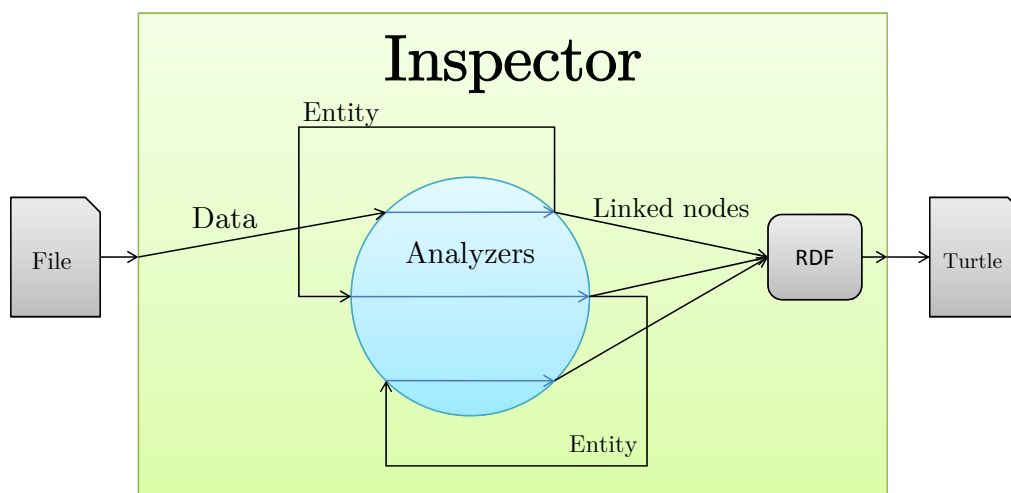 Inspector
Entity
Data
Linked nodes
File
Analyzers
RDF
Turtle
Entity